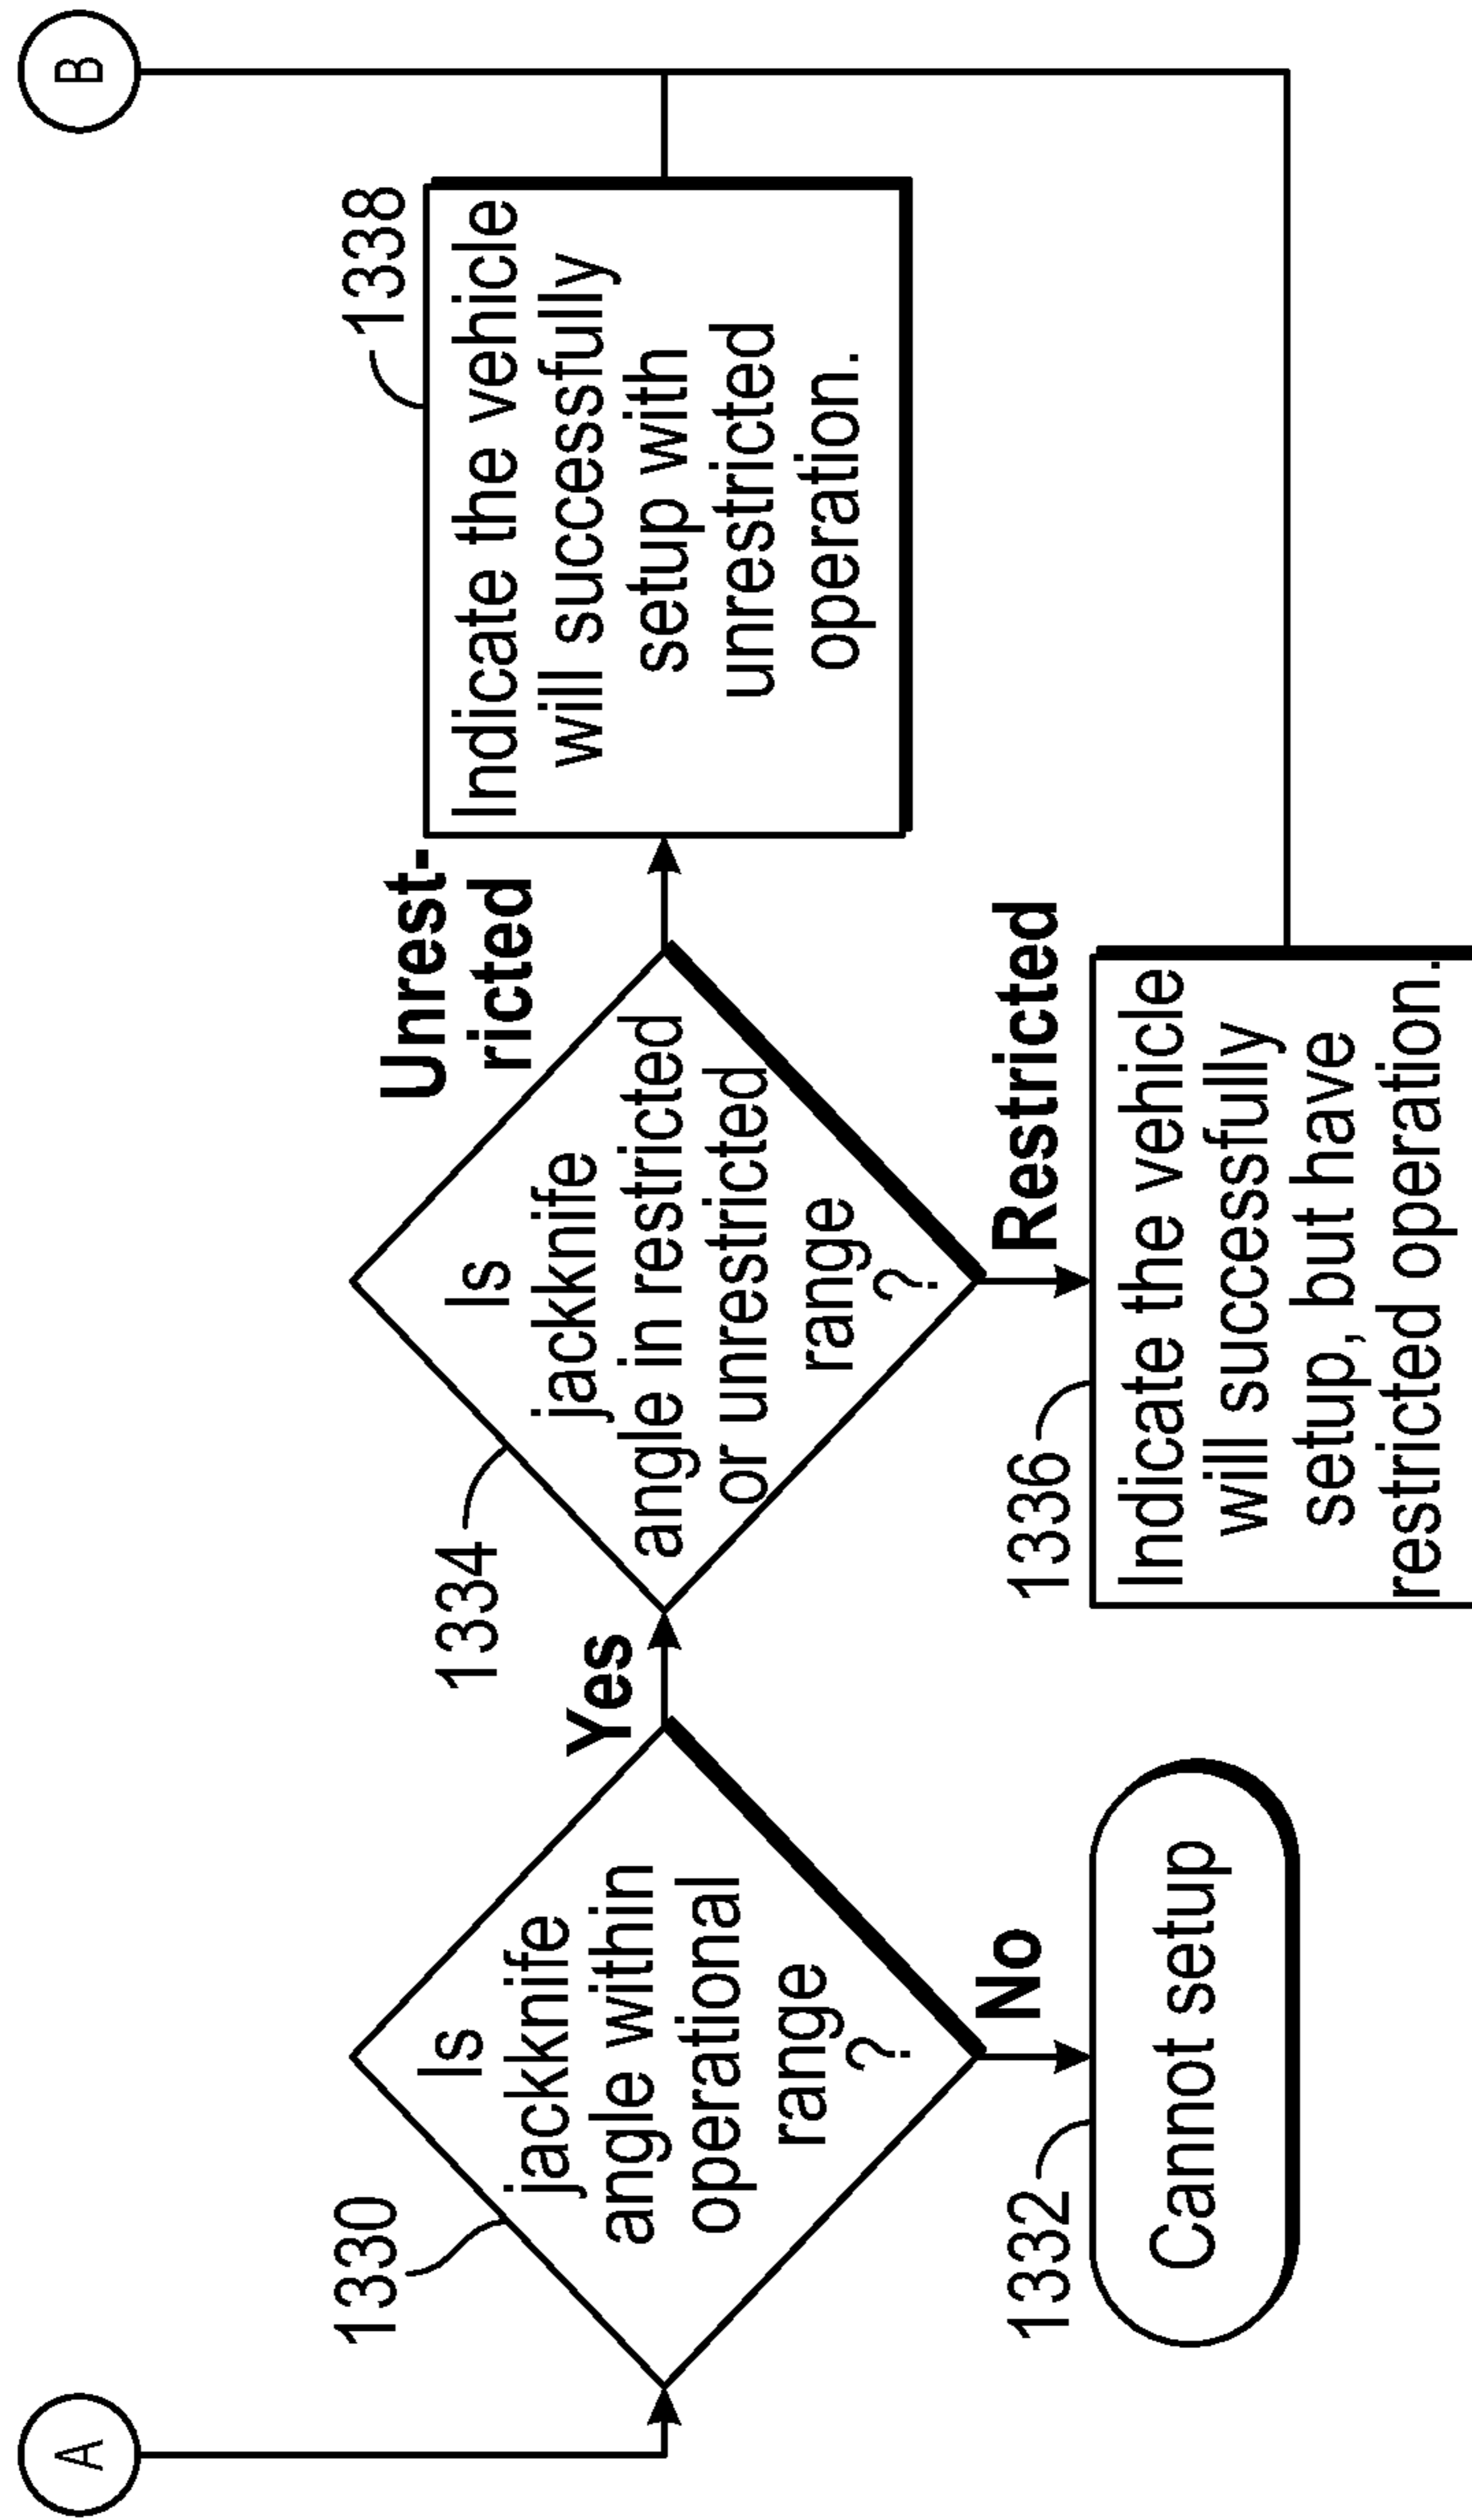 A
1330
Is
jackknife
angle within
operational
range
?
Yes
No
1332
Cannot setup
1334
Is
jackknife
angle in restricted
or unrestricted
range
?
Unrest-
ricted
Restricted
1336
Indicate the vehicle
will successfully
setup, but have
restricted operation.
1338
Indicate the vehicle
will successfully
setup with
unrestricted
operation.
B